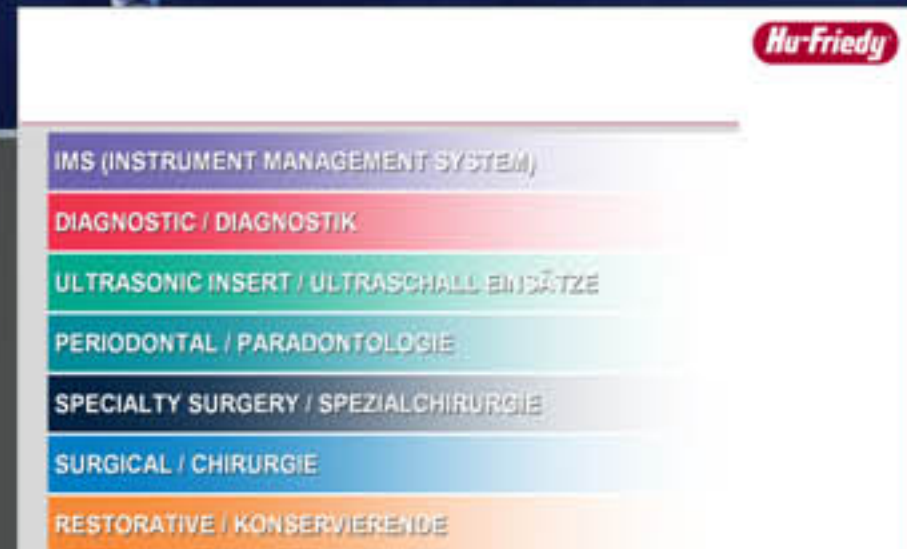 Hu-Friedy
IMS (INSTRUMENT MANAGEMENT SYSTEM)
DIAGNOSTIC / DIAGNOSTIK
ULTRASONIC INSERT / ULTRASCHALL EINSÄTZE
PERIODONTAL / PARADONTOLOGIE
SPECIALTY SURGERY / SPEZIALCHIRURGIE
SURGICAL / CHIRURGIE
RESTORATIVE / KONSERVIERENDE